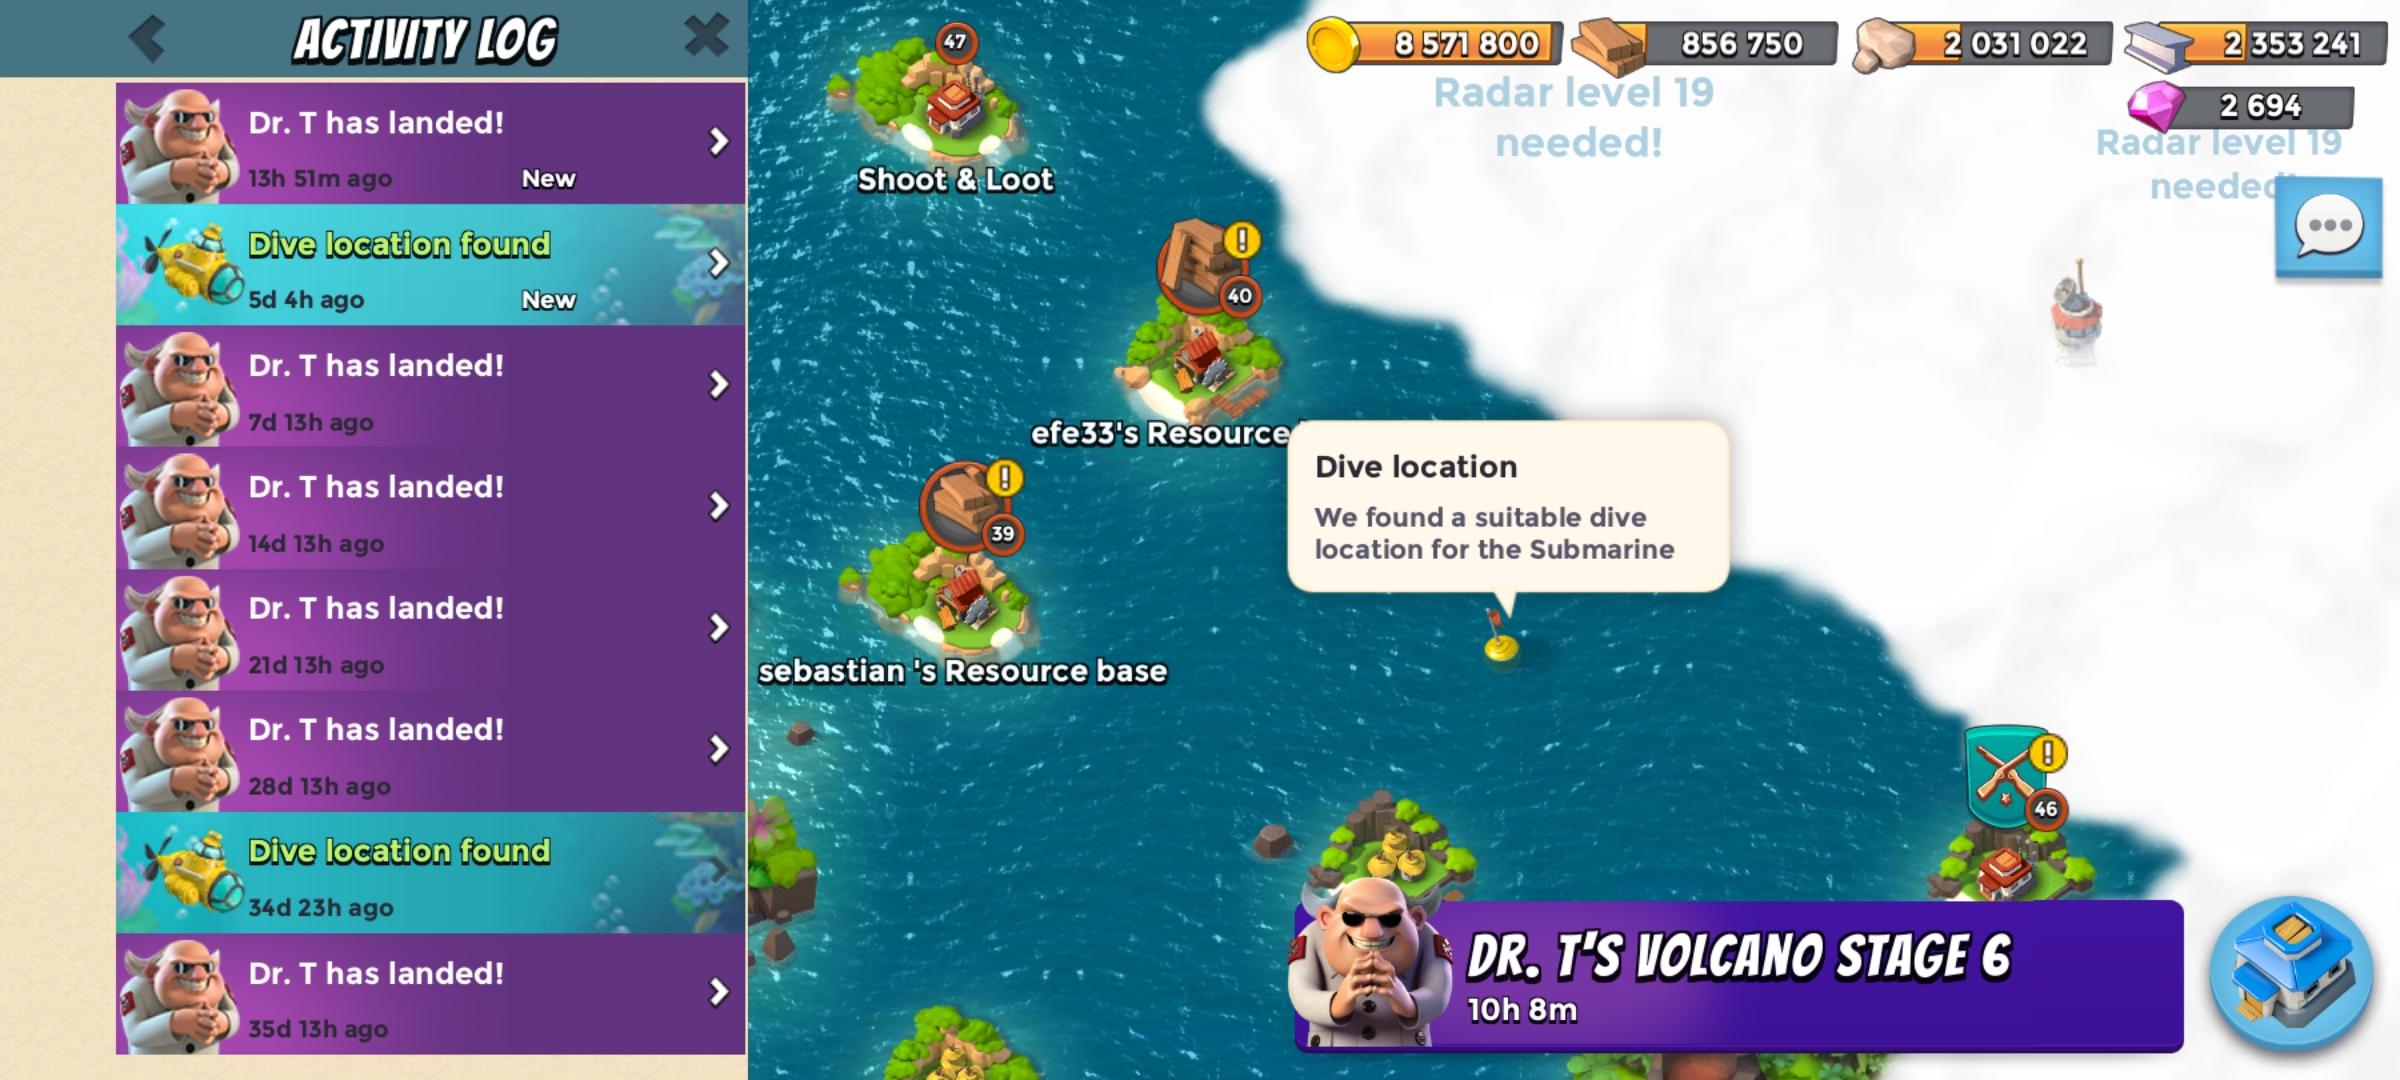 ACTIVITY LOG
Dr. T has landed!
13h 51m ago
New
Dive location found
5d 4h ago
New
Dr. T has landed!
7d 13h ago
Dr. T has landed!
14d 13h ago
Dr. T has landed!
21d 13h ago
Dr. T has landed!
28d 13h ago
Dive location found
34d 23h ago
Dr. T has landed!
35d 13h ago
8 571 800
856 750
2 031 022
2 353 241
2 694
Radar level 19
needed!
Radar level 19
needed!
47
Shoot & Loot
!
40
efe33's Resource
!
39
sebastian 's Resource base
Dive location
We found a suitable dive
location for the Submarine
!
46
DR. T'S VOLCANO STAGE 6
10h 8m